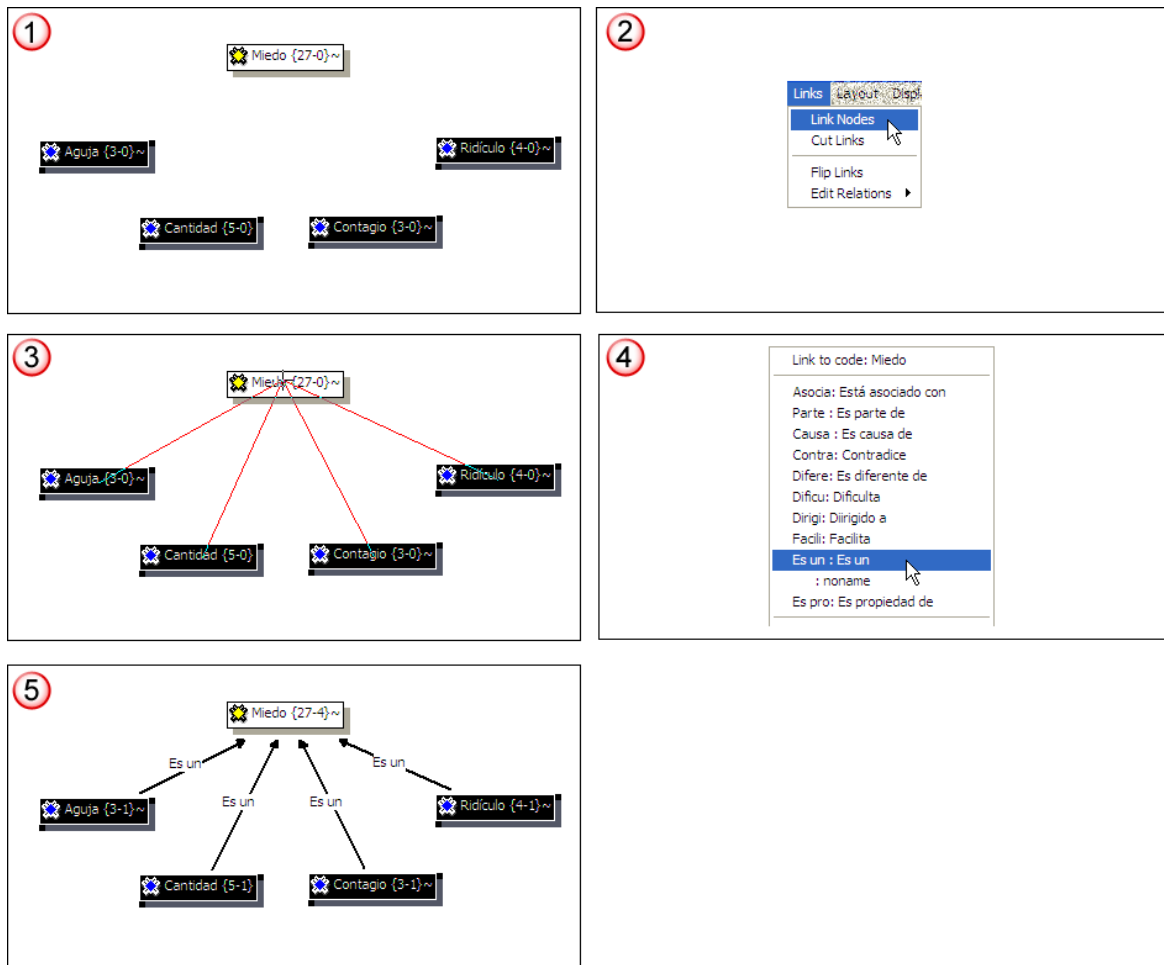 1
Miedo {27-0}~
Aguja {3-0}~
Ridículo {4-0}~
Cantidad {5-0}
Contagio {3-0}~
2
Links Layout Displ
Link Nodes
Cut Links
Flip Links
Edit Relations
3
Miedo {27-0}~
Aguja {3-0}~
Ridículo {4-0}~
Cantidad {5-0}
Contagio {3-0}~
4
Link to code: Miedo
Asocia: Está asociado con
Parte : Es parte de
Causa : Es causa de
Contra: Contradice
Difere: Es diferente de
Dificu: Dificulta
Dirigi: Diirigido a
Facili: Facilita
Es un : Es un
: noname
Es pro: Es propiedad de
5
Miedo {27-4}~
Es un
Es un
Es un
Es un
Aguja {3-1}~
Ridículo {4-1}~
Cantidad {5-1}
Contagio {3-1}~